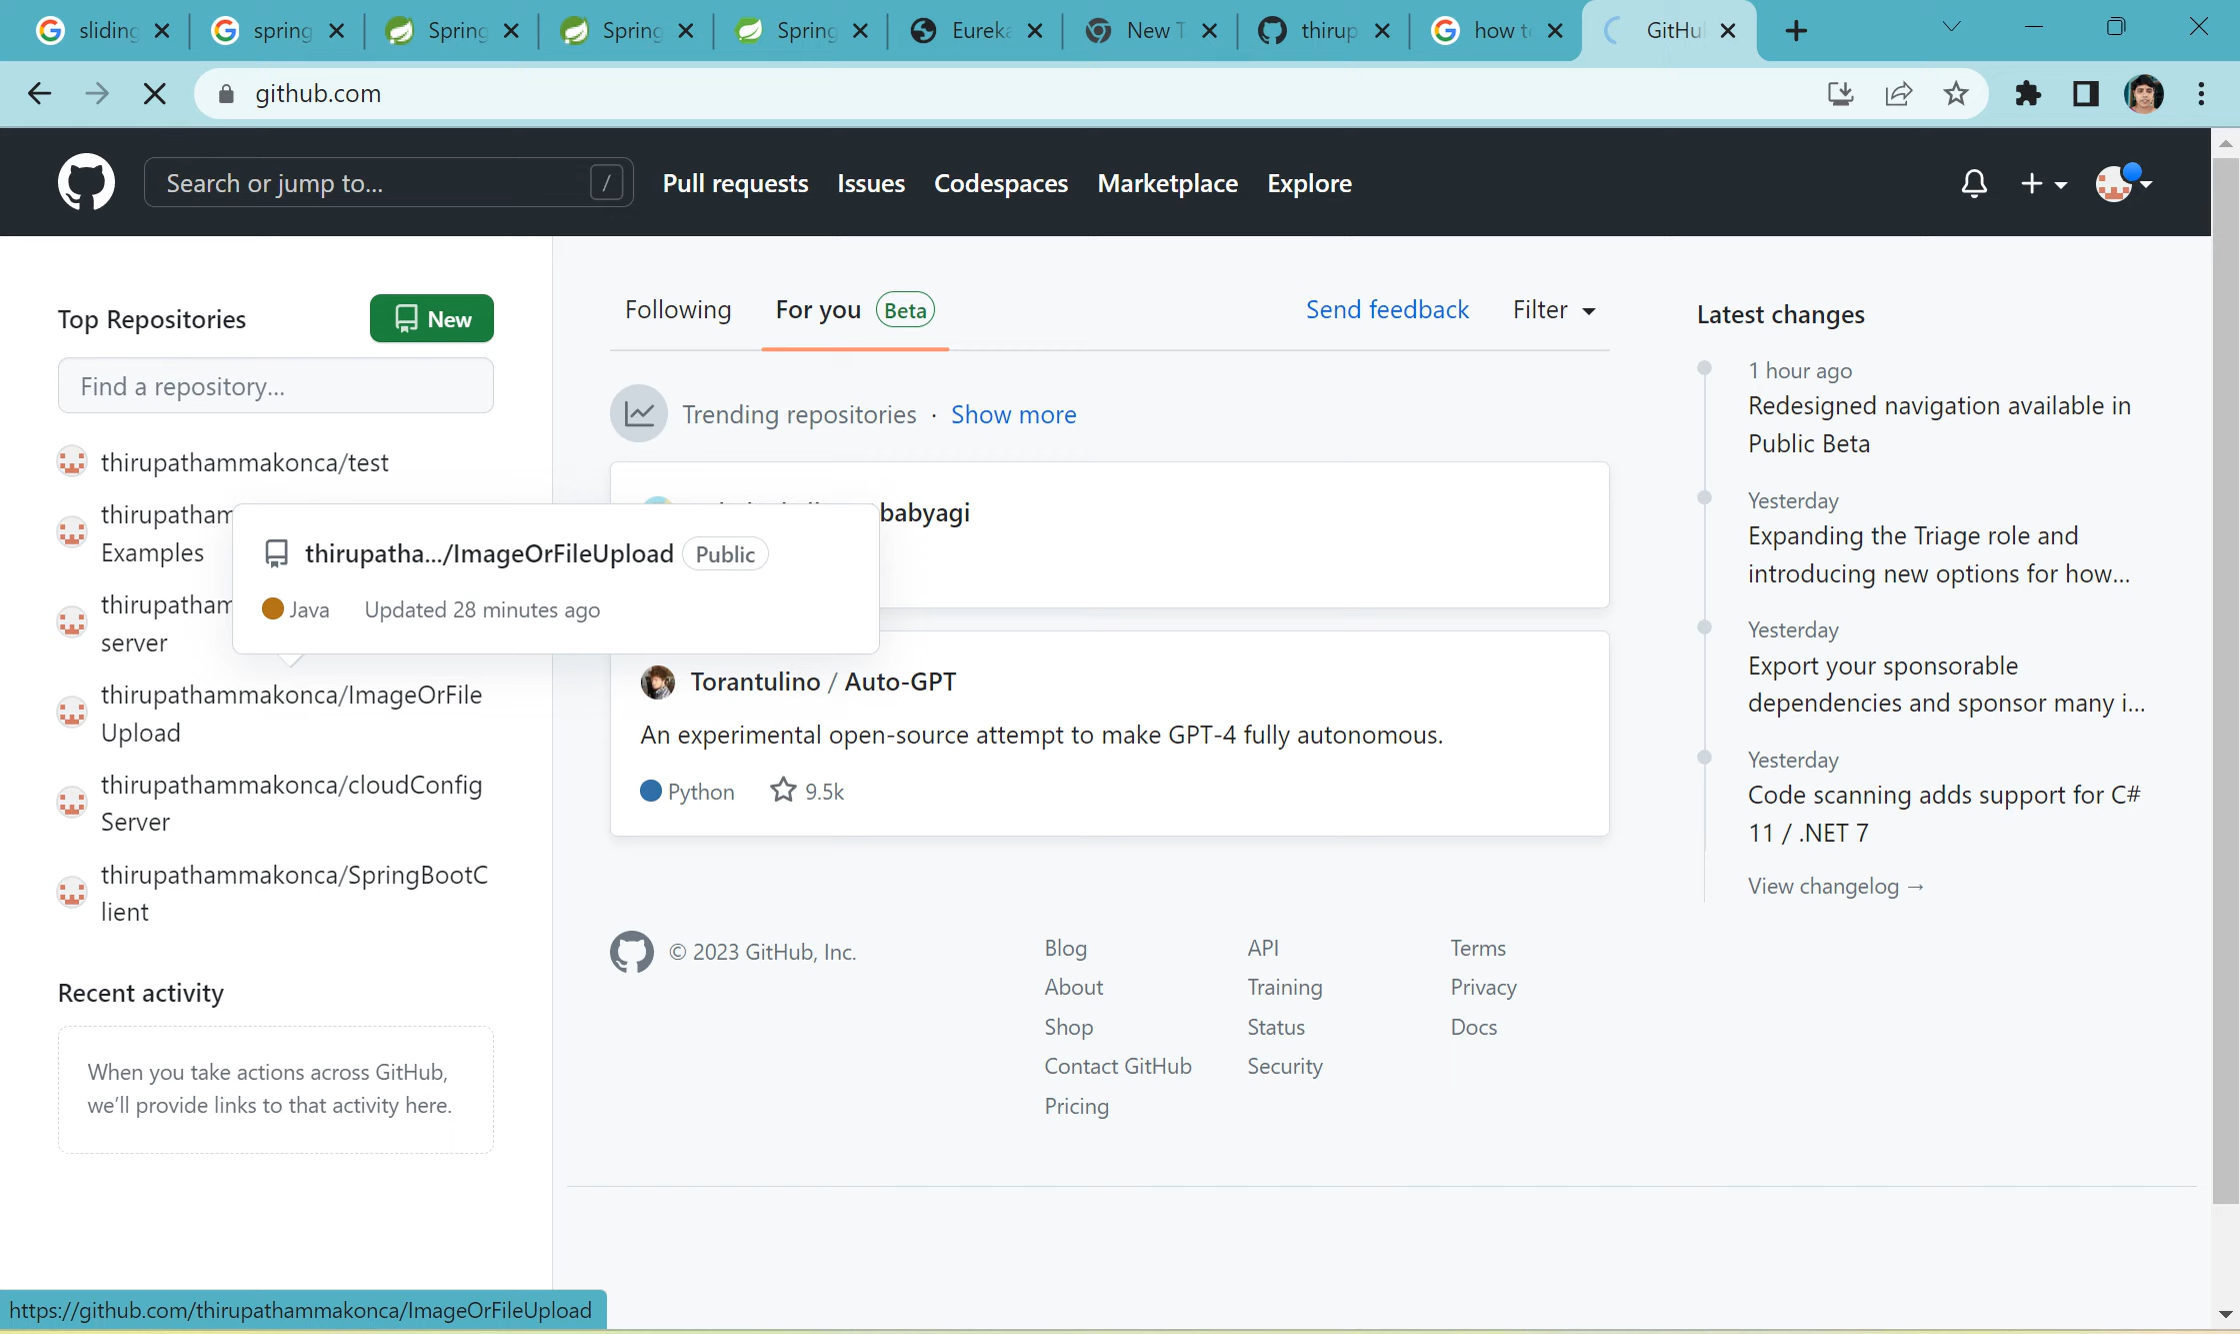 sliding
spring
Spring
Spring
Spring
Eureka
New T
thirup
how to
GitHu
github.com
Search or jump to...
/
Pull requests
Issues
Codespaces
Marketplace
Explore
Top Repositories
New
Find a repository...
thirupathammakonca/test
thirupatham
Examples
thirupatham
server
thirupatha.../ImageOrFileUpload Public
Java Updated 28 minutes ago
thirupathammakonca/ImageOrFile
Upload
thirupathammakonca/cloudConfig
Server
thirupathammakonca/SpringBootC
lient
Recent activity
When you take actions across GitHub,
we'll provide links to that activity here.
Following
For you Beta
Send feedback
Filter
Trending repositories · Show more
babyagi
Torantulino / Auto-GPT
An experimental open-source attempt to make GPT-4 fully autonomous.
Python 9.5k
© 2023 GitHub, Inc.
Blog
About
Shop
Contact GitHub
Pricing
API
Training
Status
Security
Terms
Privacy
Docs
Latest changes
1 hour ago
Redesigned navigation available in
Public Beta
Yesterday
Expanding the Triage role and
introducing new options for how...
Yesterday
Export your sponsorable
dependencies and sponsor many i...
Yesterday
Code scanning adds support for C#
11 / .NET 7
View changelog →
https://github.com/thirupathammakonca/ImageOrFileUpload